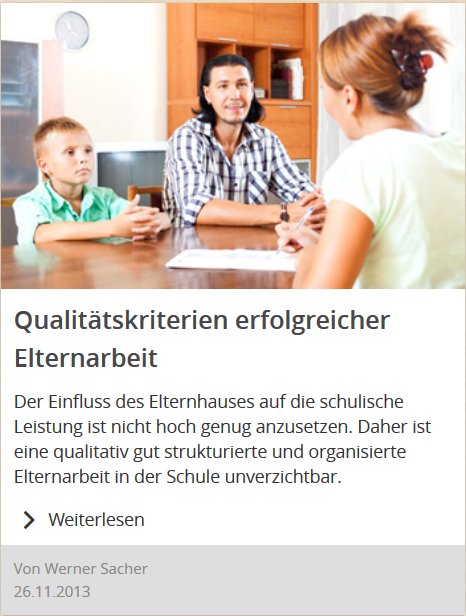 Qualitätskriterien erfolgreicher
Elternarbeit
Der Einfluss des Elternhauses auf die schulische
Leistung ist nicht hoch genug anzusetzen. Daher ist
eine qualitativ gut strukturierte und organisierte
Elternarbeit in der Schule unverzichtbar.
Weiterlesen
Von Werner Sacher
26.11.2013